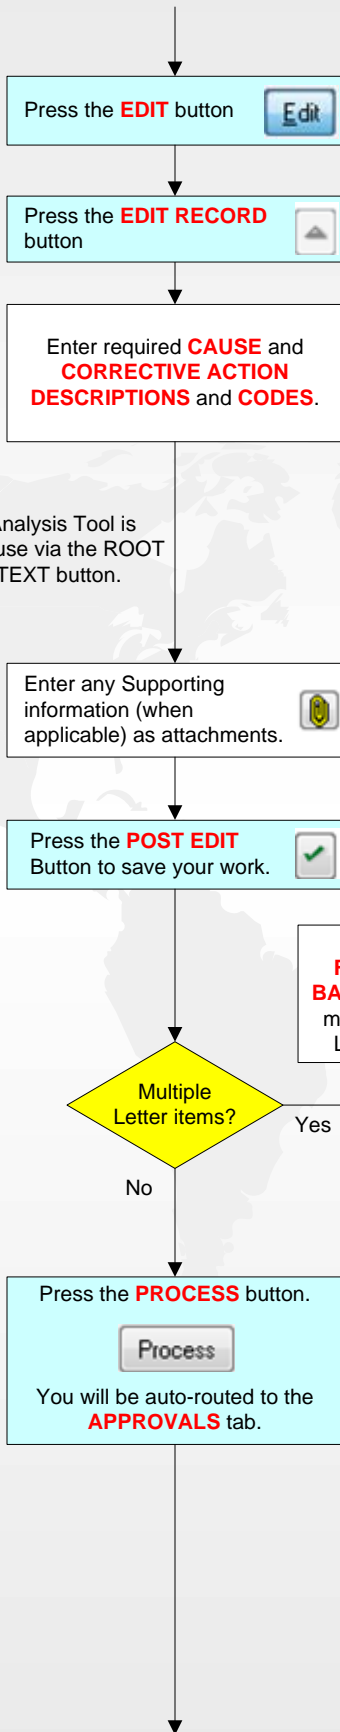 Press the EDIT button
Edit
Press the EDIT RECORD
button
Enter required CAUSE and
CORRECTIVE ACTION
DESCRIPTIONS and CODES.
Analysis Tool is
use via the ROOT
TEXT button.
Enter any Supporting
information (when
applicable) as attachments.
Press the POST EDIT
Button to save your work.
BA
m
L
Multiple
Letter items?
Yes
No
Press the PROCESS button.
Process
You will be auto-routed to the
APPROVALS tab.